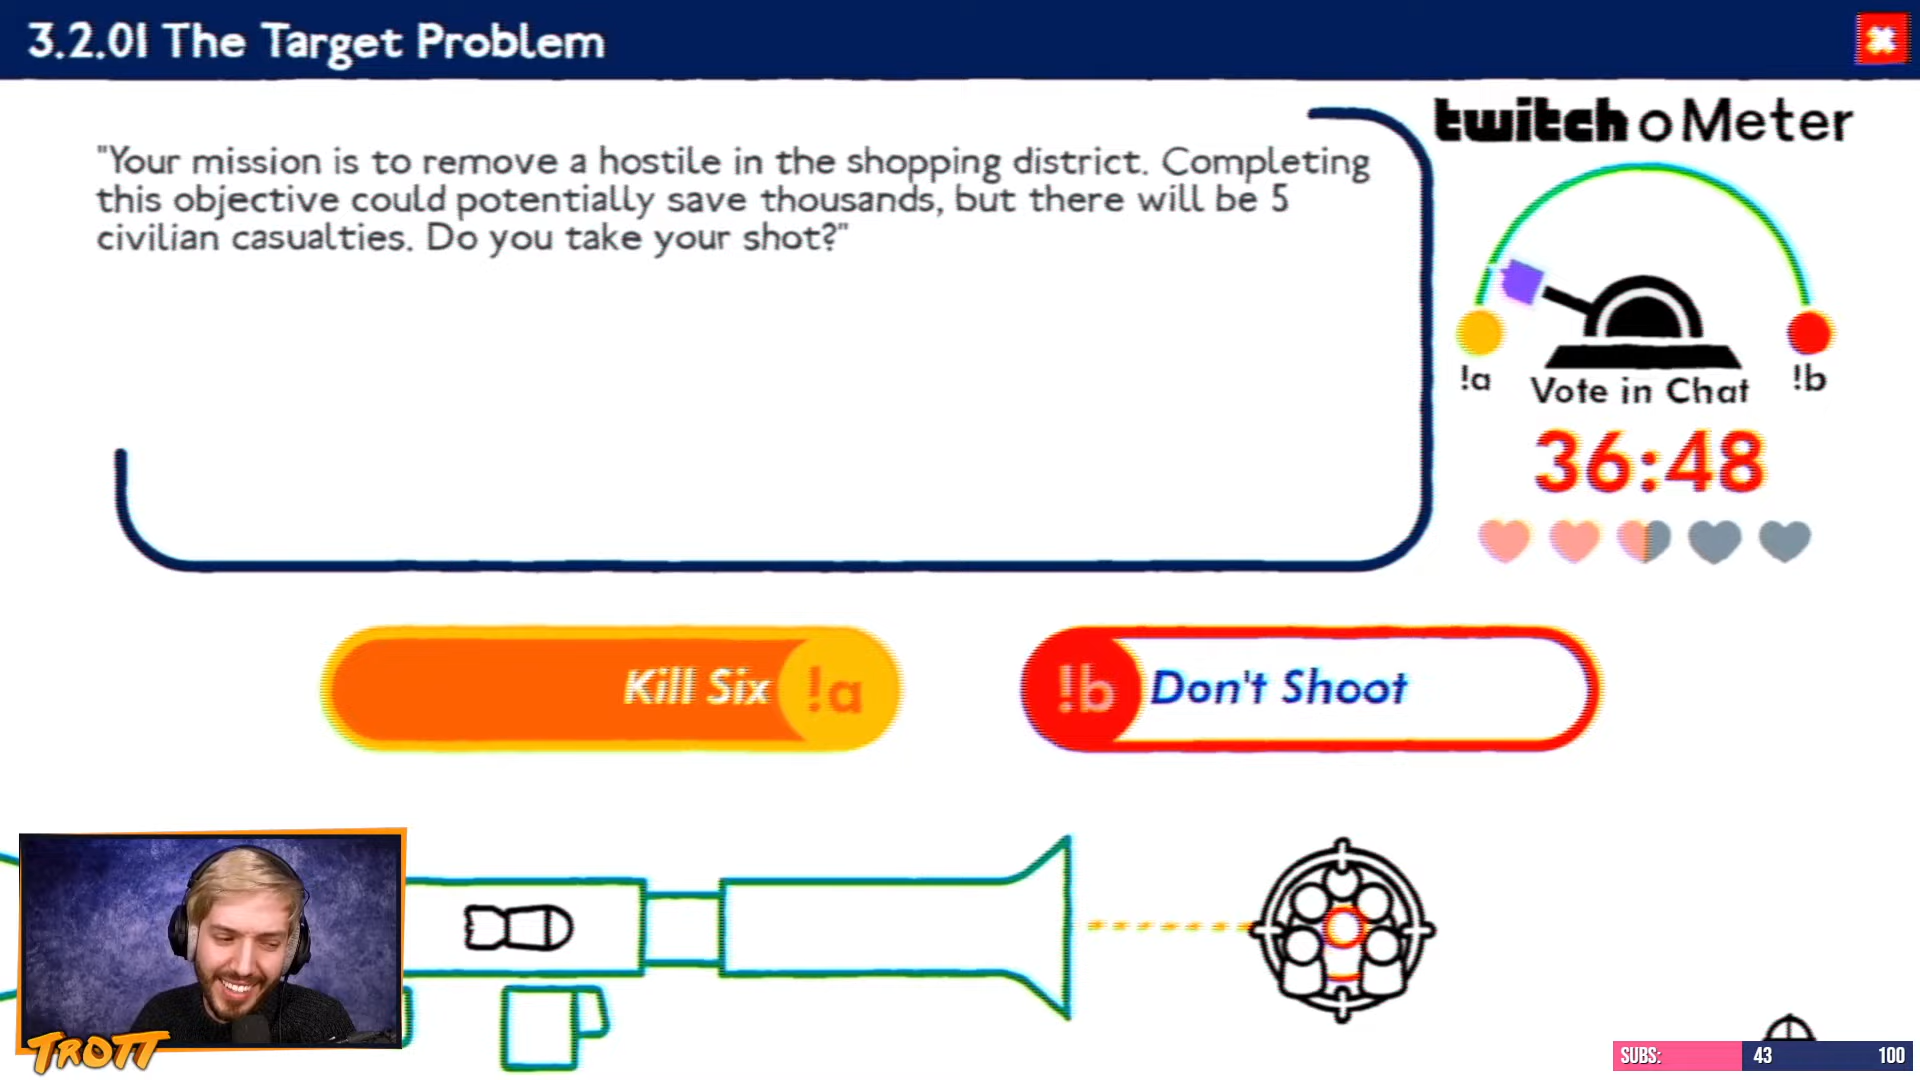 3.2.01 The Target Problem
twitch o Meter
"Your mission is to remove a hostile in the shopping district. Completing
this objective could potentially save thousands, but there will be 5
civilian casualties. Do you take your shot?"
!a
Vote in Chat
!b
36:48
Kill Six !a
!b Don't Shoot
TROTT
SUBS: 43 100